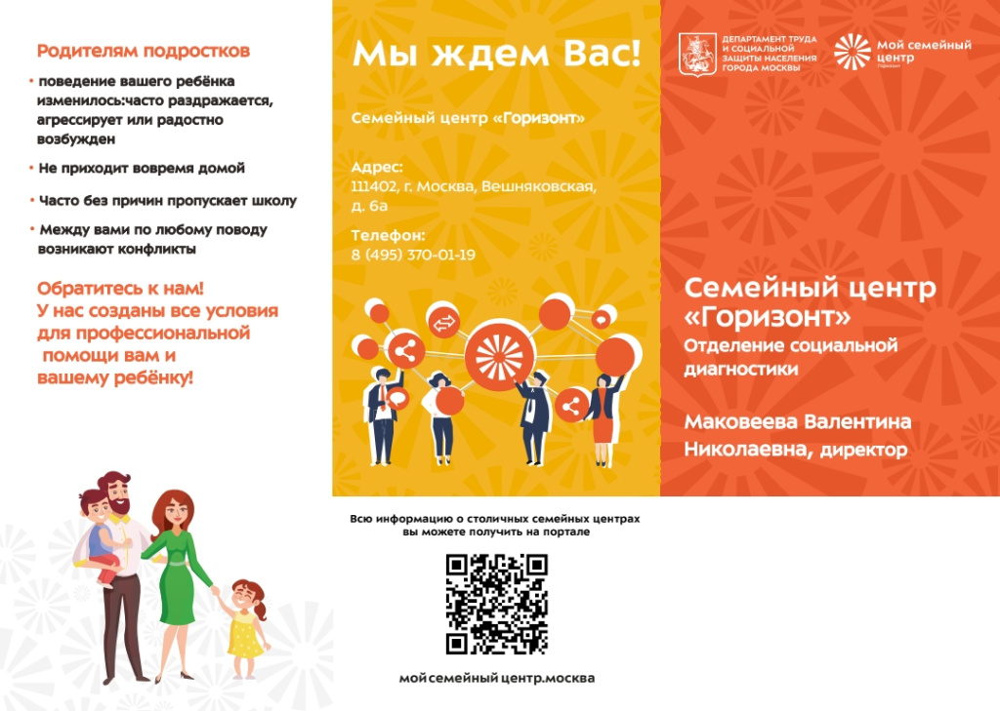 Родителям подростков
• поведение вашего ребёнка
изменилось:часто раздражается,
агрессирует или радостно
возбужден
• Не приходит вовремя домой
• Часто без причин пропускает школу
• Между вами по любому поводу
возникают конфликты
Обратитесь к нам!
У нас созданы все условия
для профессиональной
помощи вам и
вашему ребёнку!
Мы ждем Вас!
Семейный центр «Горизонт»
Адрес:
111402, г. Москва, Вешняковская,
д. 6а
Телефон:
8 (495) 370-01-19
Всю информацию о столичных семейных центрах
вы можете получить на портале
мой семейный центр.москва
ДЕПАРТАМЕНТ ТРУДА
И СОЦИАЛЬНОЙ
ЗАЩИТЫ НАСЕЛЕНИЯ
ГОРОДА МОСКВЫ
Мой семейный
центр
Горизонт
Семейный центр
«Горизонт»
Отделение социальной
диагностики
Маковеева Валентина
Николаевна, директор